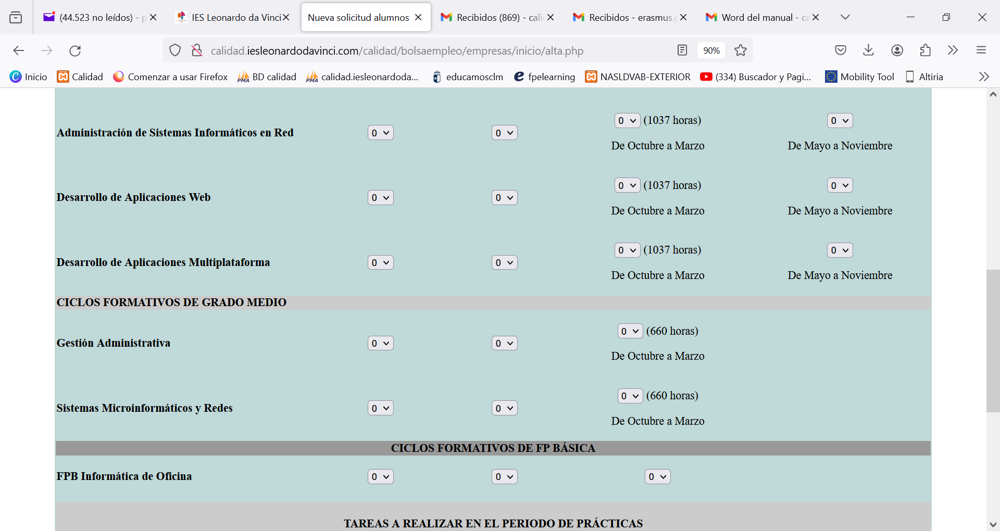 (44.523 no leídos) - p
IES Leonardo da Vinci
Nueva solicitud alumnos
Recibidos (869) - cali
Recibidos - erasmus.g
Word del manual - ca
calidad.iesleonardodavinci.com/calidad/bolsaempleo/empresas/inicio/alta.php
90%
Inicio
Calidad
Comenzar a usar Firefox
PMA
BD calidad
PMA
calidad.iesleonardoda...
educamosclm
fpelearning
NASLDVAB-EXTERIOR
(334) Buscador y Pagi...
Mobility Tool
Altiria
Administración de Sistemas Informáticos en Red
0
0
0 (1037 horas)
De Octubre a Marzo
0
De Mayo a Noviembre
Desarrollo de Aplicaciones Web
0
0
0 (1037 horas)
De Octubre a Marzo
0
De Mayo a Noviembre
Desarrollo de Aplicaciones Multiplataforma
0
0
0 (1037 horas)
De Octubre a Marzo
0
De Mayo a Noviembre
CICLOS FORMATIVOS DE GRADO MEDIO
Gestión Administrativa
0
0
0 (660 horas)
De Octubre a Marzo
Sistemas Microinformáticos y Redes
0
0
0 (660 horas)
De Octubre a Marzo
CICLOS FORMATIVOS DE FP BÁSICA
FPB Informática de Oficina
0
0
0
TAREAS A REALIZAR EN EL PERIODO DE PRÁCTICAS